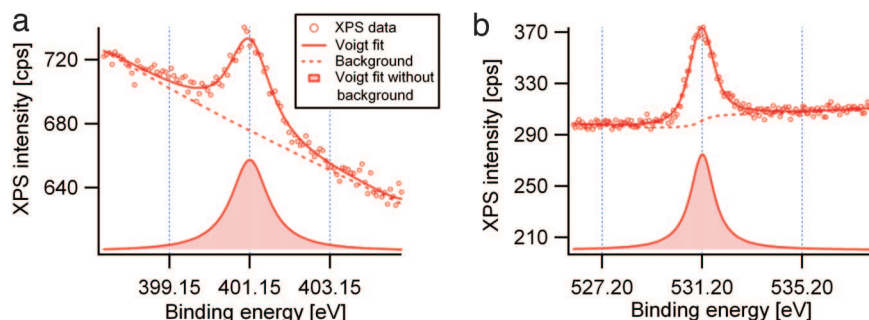 a
XPS intensity [cps]
720
680
640
XPS data
Voigt fit
Background
Voigt fit without
background
399.15 401.15 403.15
Binding energy [eV]
b
XPS intensity [cps]
370
330
290
250
210
527.20 531.20 535.20
Binding energy [eV]